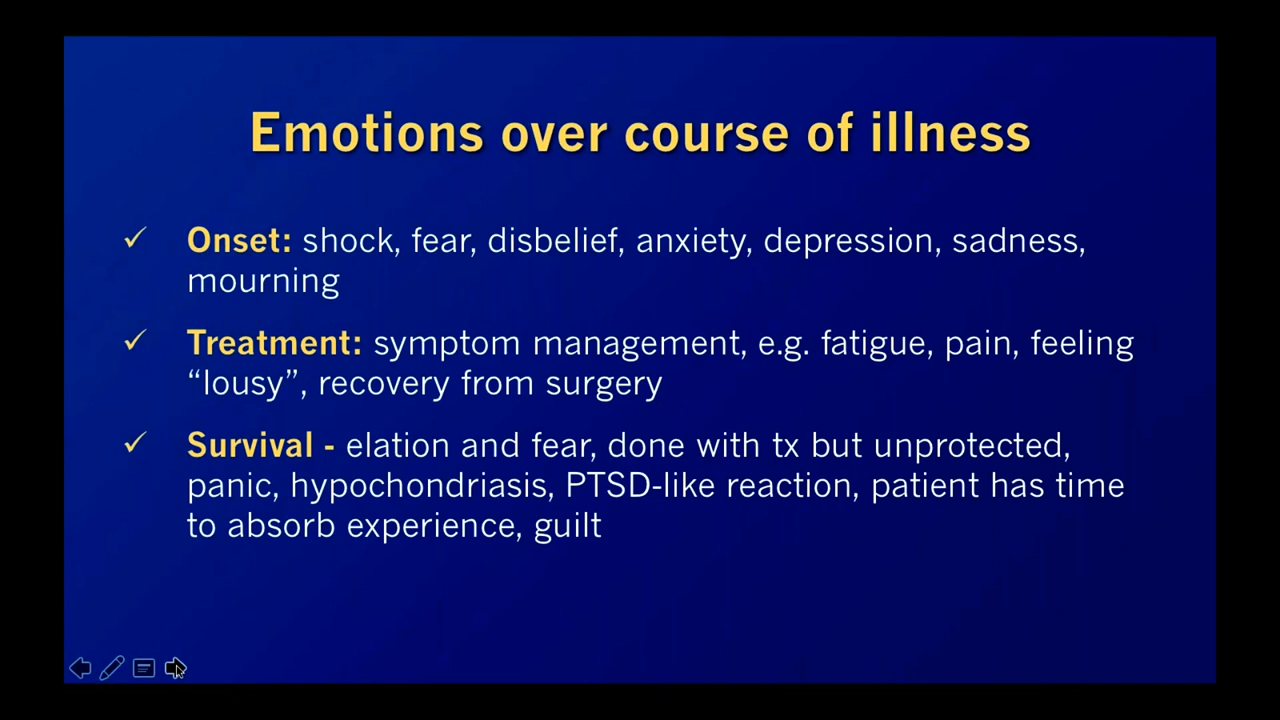 Emotions over course of illness
✓ Onset: shock, fear, disbelief, anxiety, depression, sadness,
mourning
✓ Treatment: symptom management, e.g. fatigue, pain, feeling
“lousy”, recovery from surgery
✓ Survival - elation and fear, done with tx but unprotected,
panic, hypochondriasis, PTSD-like reaction, patient has time
to absorb experience, guilt